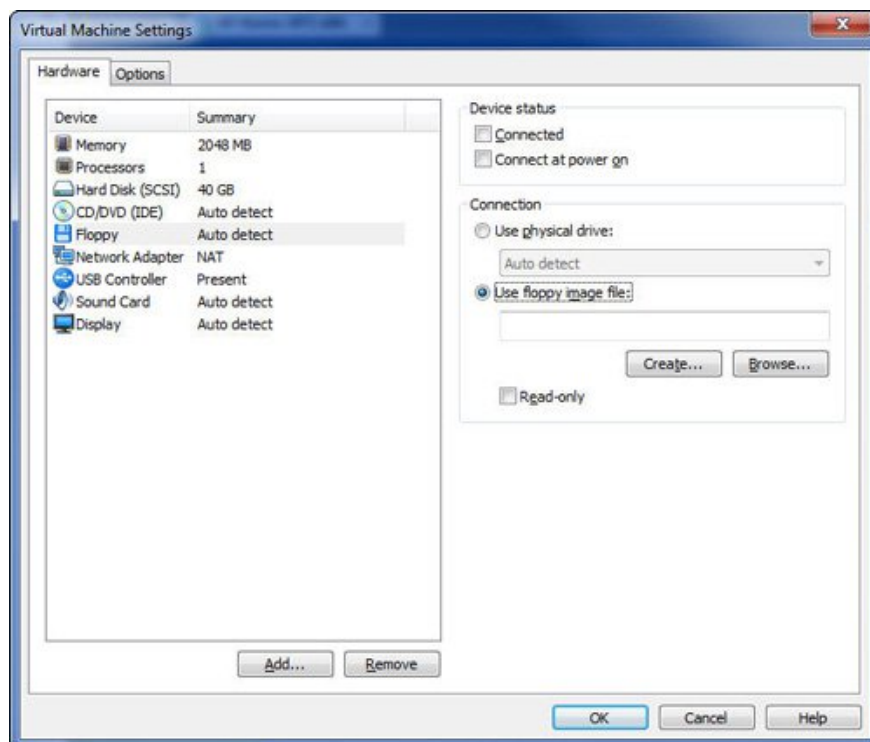 Virtual Machine Settings
Hardware Options
Device Summary
Memory 2048 MB
Processors 1
Hard Disk (SCSI) 40 GB
CD/DVD (IDE) Auto detect
Floppy Auto detect
Network Adapter NAT
USB Controller Present
Sound Card Auto detect
Display Auto detect
Add... Remove
Device status
Connected
Connect at power on
Connection
Use physical drive:
Auto detect
Use floppy image file:
Create... Browse...
Read-only
OK Cancel Help